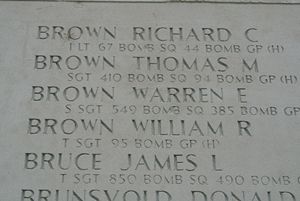 BROWN RICHARD C
1 LT 67 BOMB SQ 44 BOMB GP (H)
BROWN THOMAS M
SGT 410 BOMB SQ 94 BOMB GP (H)
BROWN WARREN E
S SGT 549 BOMB SQ 385 BOMB GP
BROWN WILLIAM R
T SGT 95 BOMB GP (H)
BRUCE JAMES L
T SGT 850 BOMB SQ 490 BOMB
BRUNSVOLD DONALD